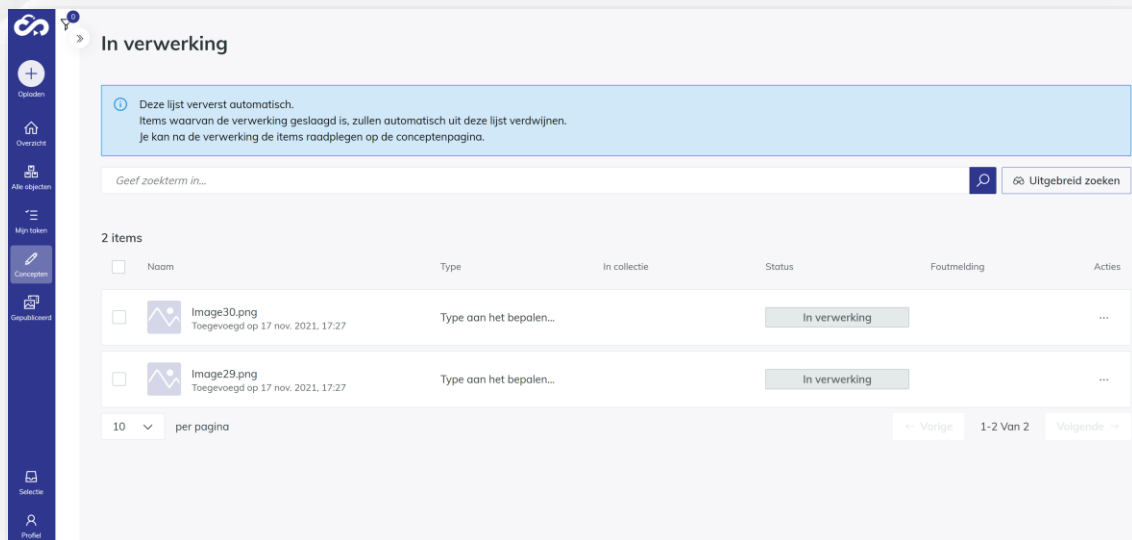 0
In verwerking
Oploden
Overzicht
Alle objecten
Mijn taken
Concepten
Gepubliceerd
Selectie
Profiel
Deze lijst ververst automatisch.
Items waarvan de verwerking geslaagd is, zullen automatisch uit deze lijst verdwijnen.
Je kan na de verwerking de items raadplegen op de conceptenpagina.
Geef zoekterm in...
Uitgebreid zoeken
2 items
Naam Type In collectie Status Foutmelding Acties
Image30.png
Toegevoegd op 17 nov. 2021, 17:27
Type aan het bepalen...
In verwerking
...
Image29.png
Toegevoegd op 17 nov. 2021, 17:27
Type aan het bepalen...
In verwerking
...
10 per pagina
← Vorige 1-2 Van 2 Volgende →